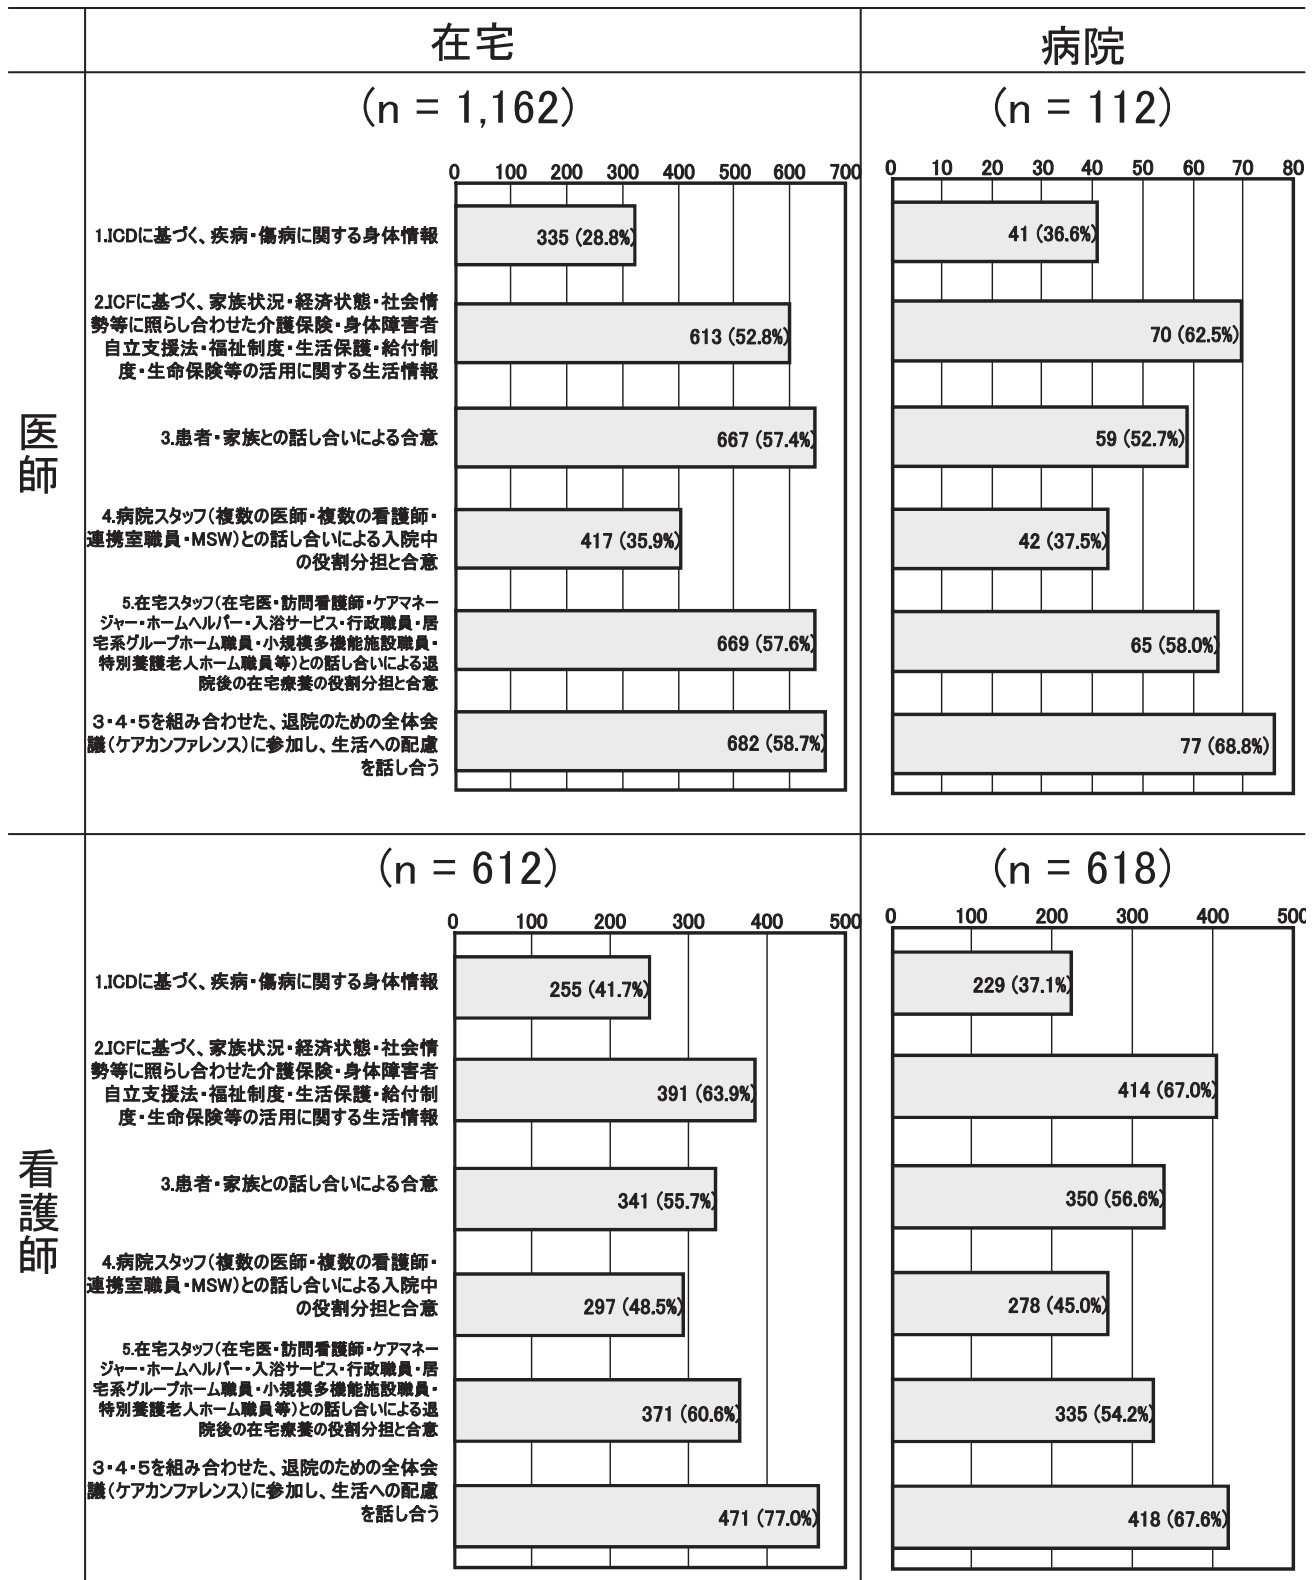 在宅
病院
医師
(n = 1,162)
0 100 200 300 400 500 600 700
1.ICDに基づく、疾病・傷病に関する身体情報
335 (28.8%)
2.ICFに基づく、家族状況・経済状態・社会情
勢等に照らし合わせた介護保険・身体障害者
自立支援法・福祉制度・生活保護・給付制
度・生命保険等の活用に関する生活情報
613 (52.8%)
3.患者・家族との話し合いによる合意
667 (57.4%)
4.病院スタッフ(複数の医師・複数の看護師・
連携室職員・MSW)との話し合いによる入院中
の役割分担と合意
417 (35.9%)
5.在宅スタッフ(在宅医・訪問看護師・ケアマネー
ジャー・ホームヘルパー・入浴サービス・行政職員・居
宅系グループホーム職員・小規模多機能施設職員・
特別養護老人ホーム職員等)との話し合いによる退
院後の在宅療養の役割分担と合意
669 (57.6%)
3・4・5を組み合わせた、退院のための全体会
議(ケアカンファレンス)に参加し、生活への配慮
を話し合う
682 (58.7%)
(n = 112)
0 10 20 30 40 50 60 70 80
41 (36.6%)
70 (62.5%)
59 (52.7%)
42 (37.5%)
65 (58.0%)
77 (68.8%)
看護師
(n = 612)
0 100 200 300 400 500
1.ICDに基づく、疾病・傷病に関する身体情報
255 (41.7%)
2.ICFに基づく、家族状況・経済状態・社会情
勢等に照らし合わせた介護保険・身体障害者
自立支援法・福祉制度・生活保護・給付制
度・生命保険等の活用に関する生活情報
391 (63.9%)
3.患者・家族との話し合いによる合意
341 (55.7%)
4.病院スタッフ(複数の医師・複数の看護師・
連携室職員・MSW)との話し合いによる入院中
の役割分担と合意
297 (48.5%)
5.在宅スタッフ(在宅医・訪問看護師・ケアマネー
ジャー・ホームヘルパー・入浴サービス・行政職員・居
宅系グループホーム職員・小規模多機能施設職員・
特別養護老人ホーム職員等)との話し合いによる退
院後の在宅療養の役割分担と合意
371 (60.6%)
3・4・5を組み合わせた、退院のための全体会
議(ケアカンファレンス)に参加し、生活への配慮
を話し合う
471 (77.0%)
(n = 618)
0 100 200 300 400 500
229 (37.1%)
414 (67.0%)
350 (56.6%)
278 (45.0%)
335 (54.2%)
418 (67.6%)